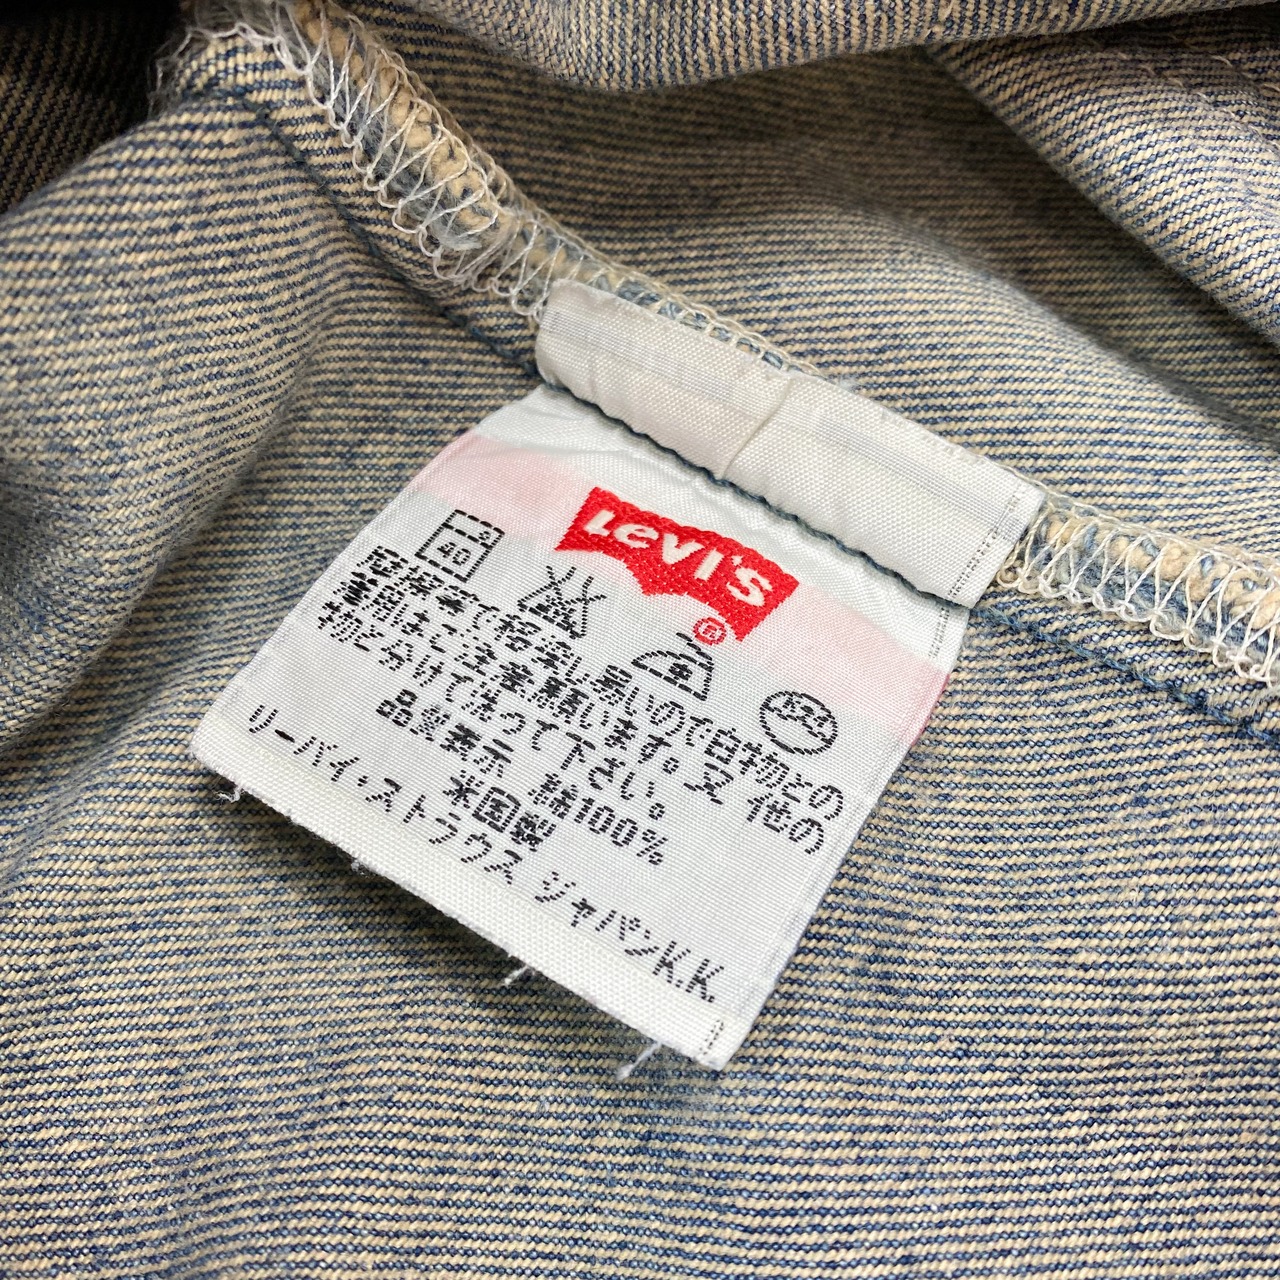 Levi's
®
40
摩擦等で極楽し易いので白物との
着用はご注意願います。又 他の
物と分けて洗って下さい。
品質表示 綿100%
米国製
リーバイ・ストラウス ジャパンK.K.